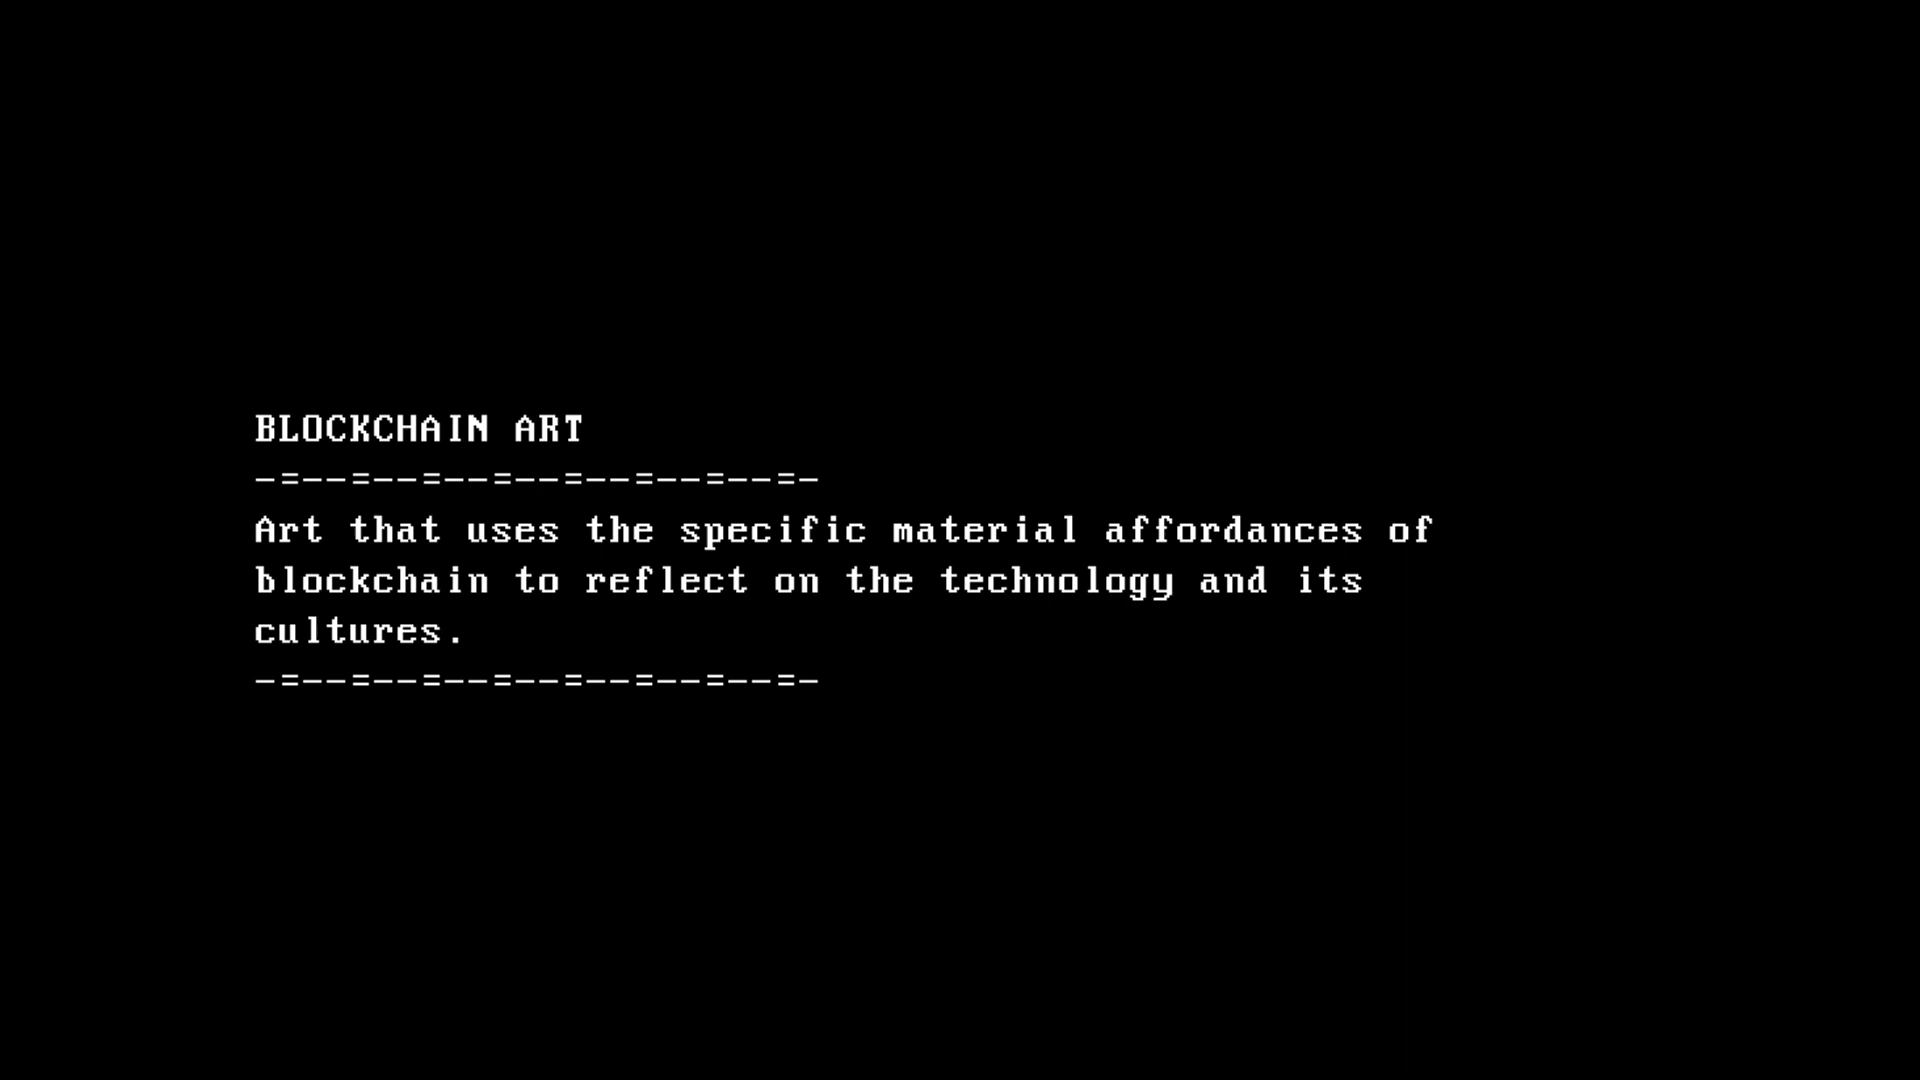 BLOCKCHAIN ART
-=--=--=--=--=--=--=--=-
Art that uses the specific material affordances of
blockchain to reflect on the technology and its
cultures.
-=--=--=--=--=--=--=--=-